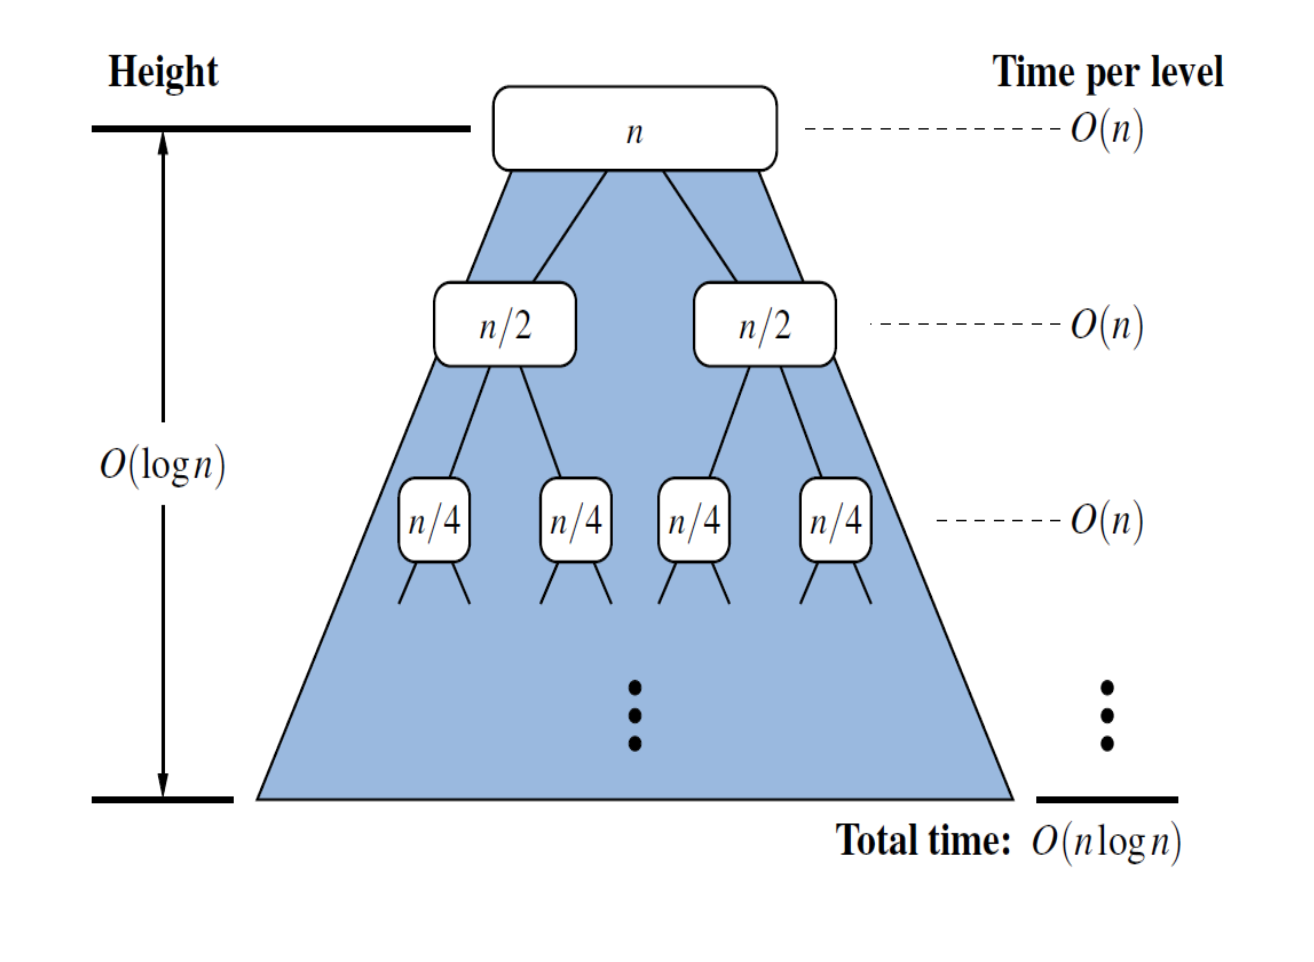 Height
Time per level
n
O(n)
n/2
n/2
O(n)
O(log n)
n/4
n/4
n/4
n/4
O(n)
Total time: O(n log n)